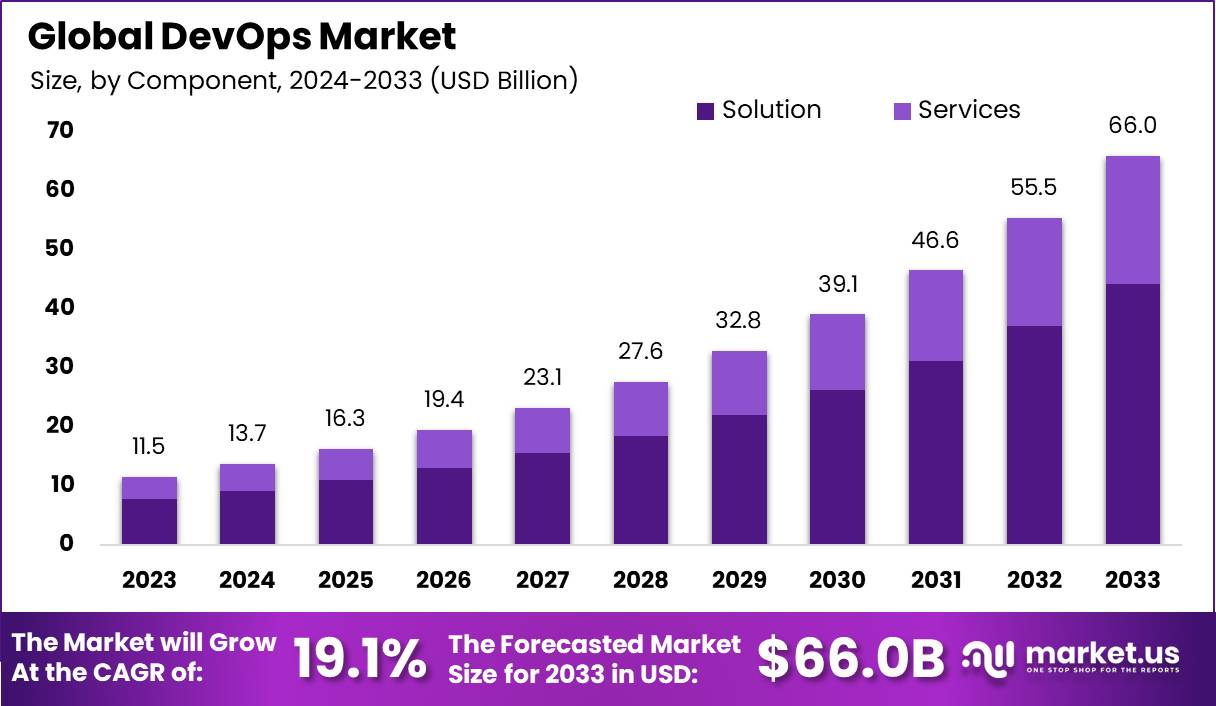 Global DevOps Market
Size, by Component, 2024-2033 (USD Billion)
Solution
Services
70
60
50
40
30
20
10
0
11.5
13.7
16.3
19.4
23.1
27.6
32.8
39.1
46.6
55.5
66.0
2023
2024
2025
2026
2027
2028
2029
2030
2031
2032
2033
The Market will Grow
At the CAGR of:
19.1%
The Forecasted Market
Size for 2033 in USD:
$66.0B
market.us
ONE STOP SHOP FOR THE REPORTS